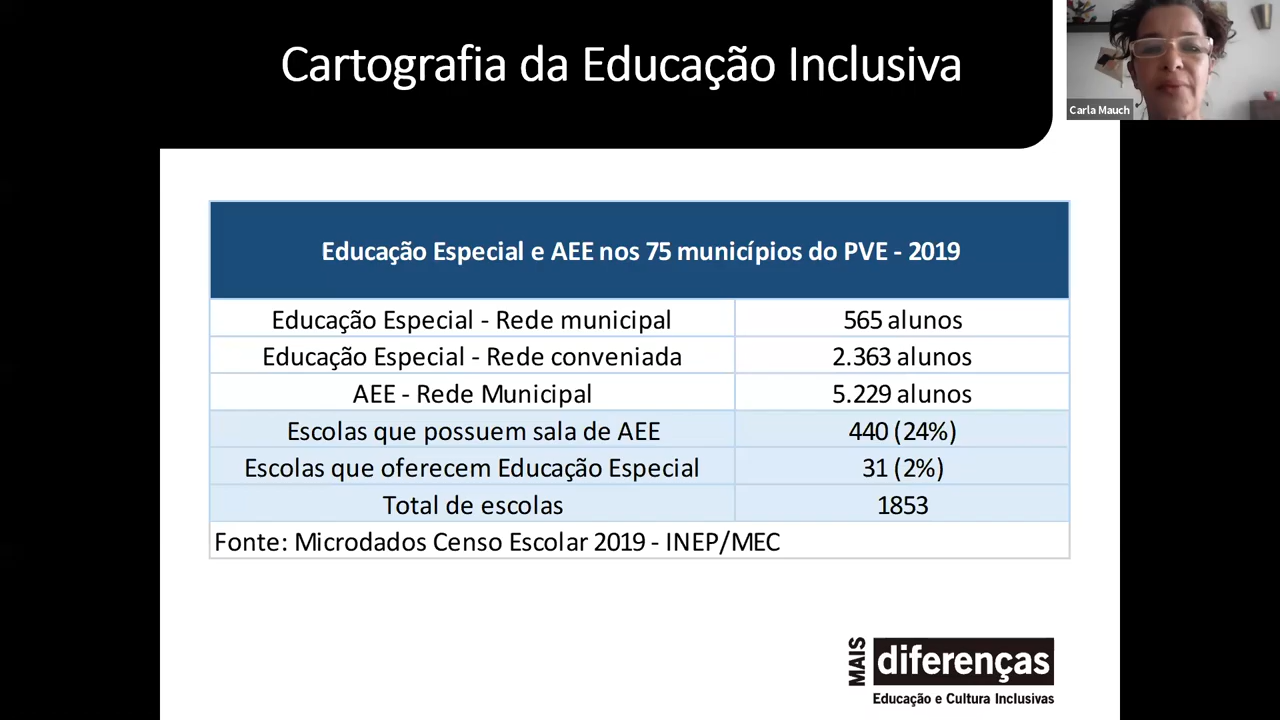 Cartografia da Educação Inclusiva
Carla Mauch
Educação Especial e AEE nos 75 municípios do PVE - 2019
Educação Especial - Rede municipal 565 alunos
Educação Especial - Rede conveniada 2.363 alunos
AEE - Rede Municipal 5.229 alunos
Escolas que possuem sala de AEE 440 (24%)
Escolas que oferecem Educação Especial 31 (2%)
Total de escolas 1853
Fonte: Microdados Censo Escolar 2019 - INEP/MEC
MAIS diferenças
Educação e Cultura Inclusivas